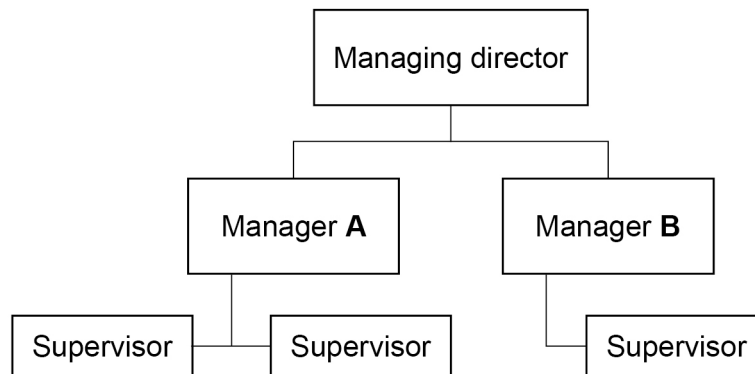 Managing director
Manager A
Manager B
Supervisor
Supervisor
Supervisor